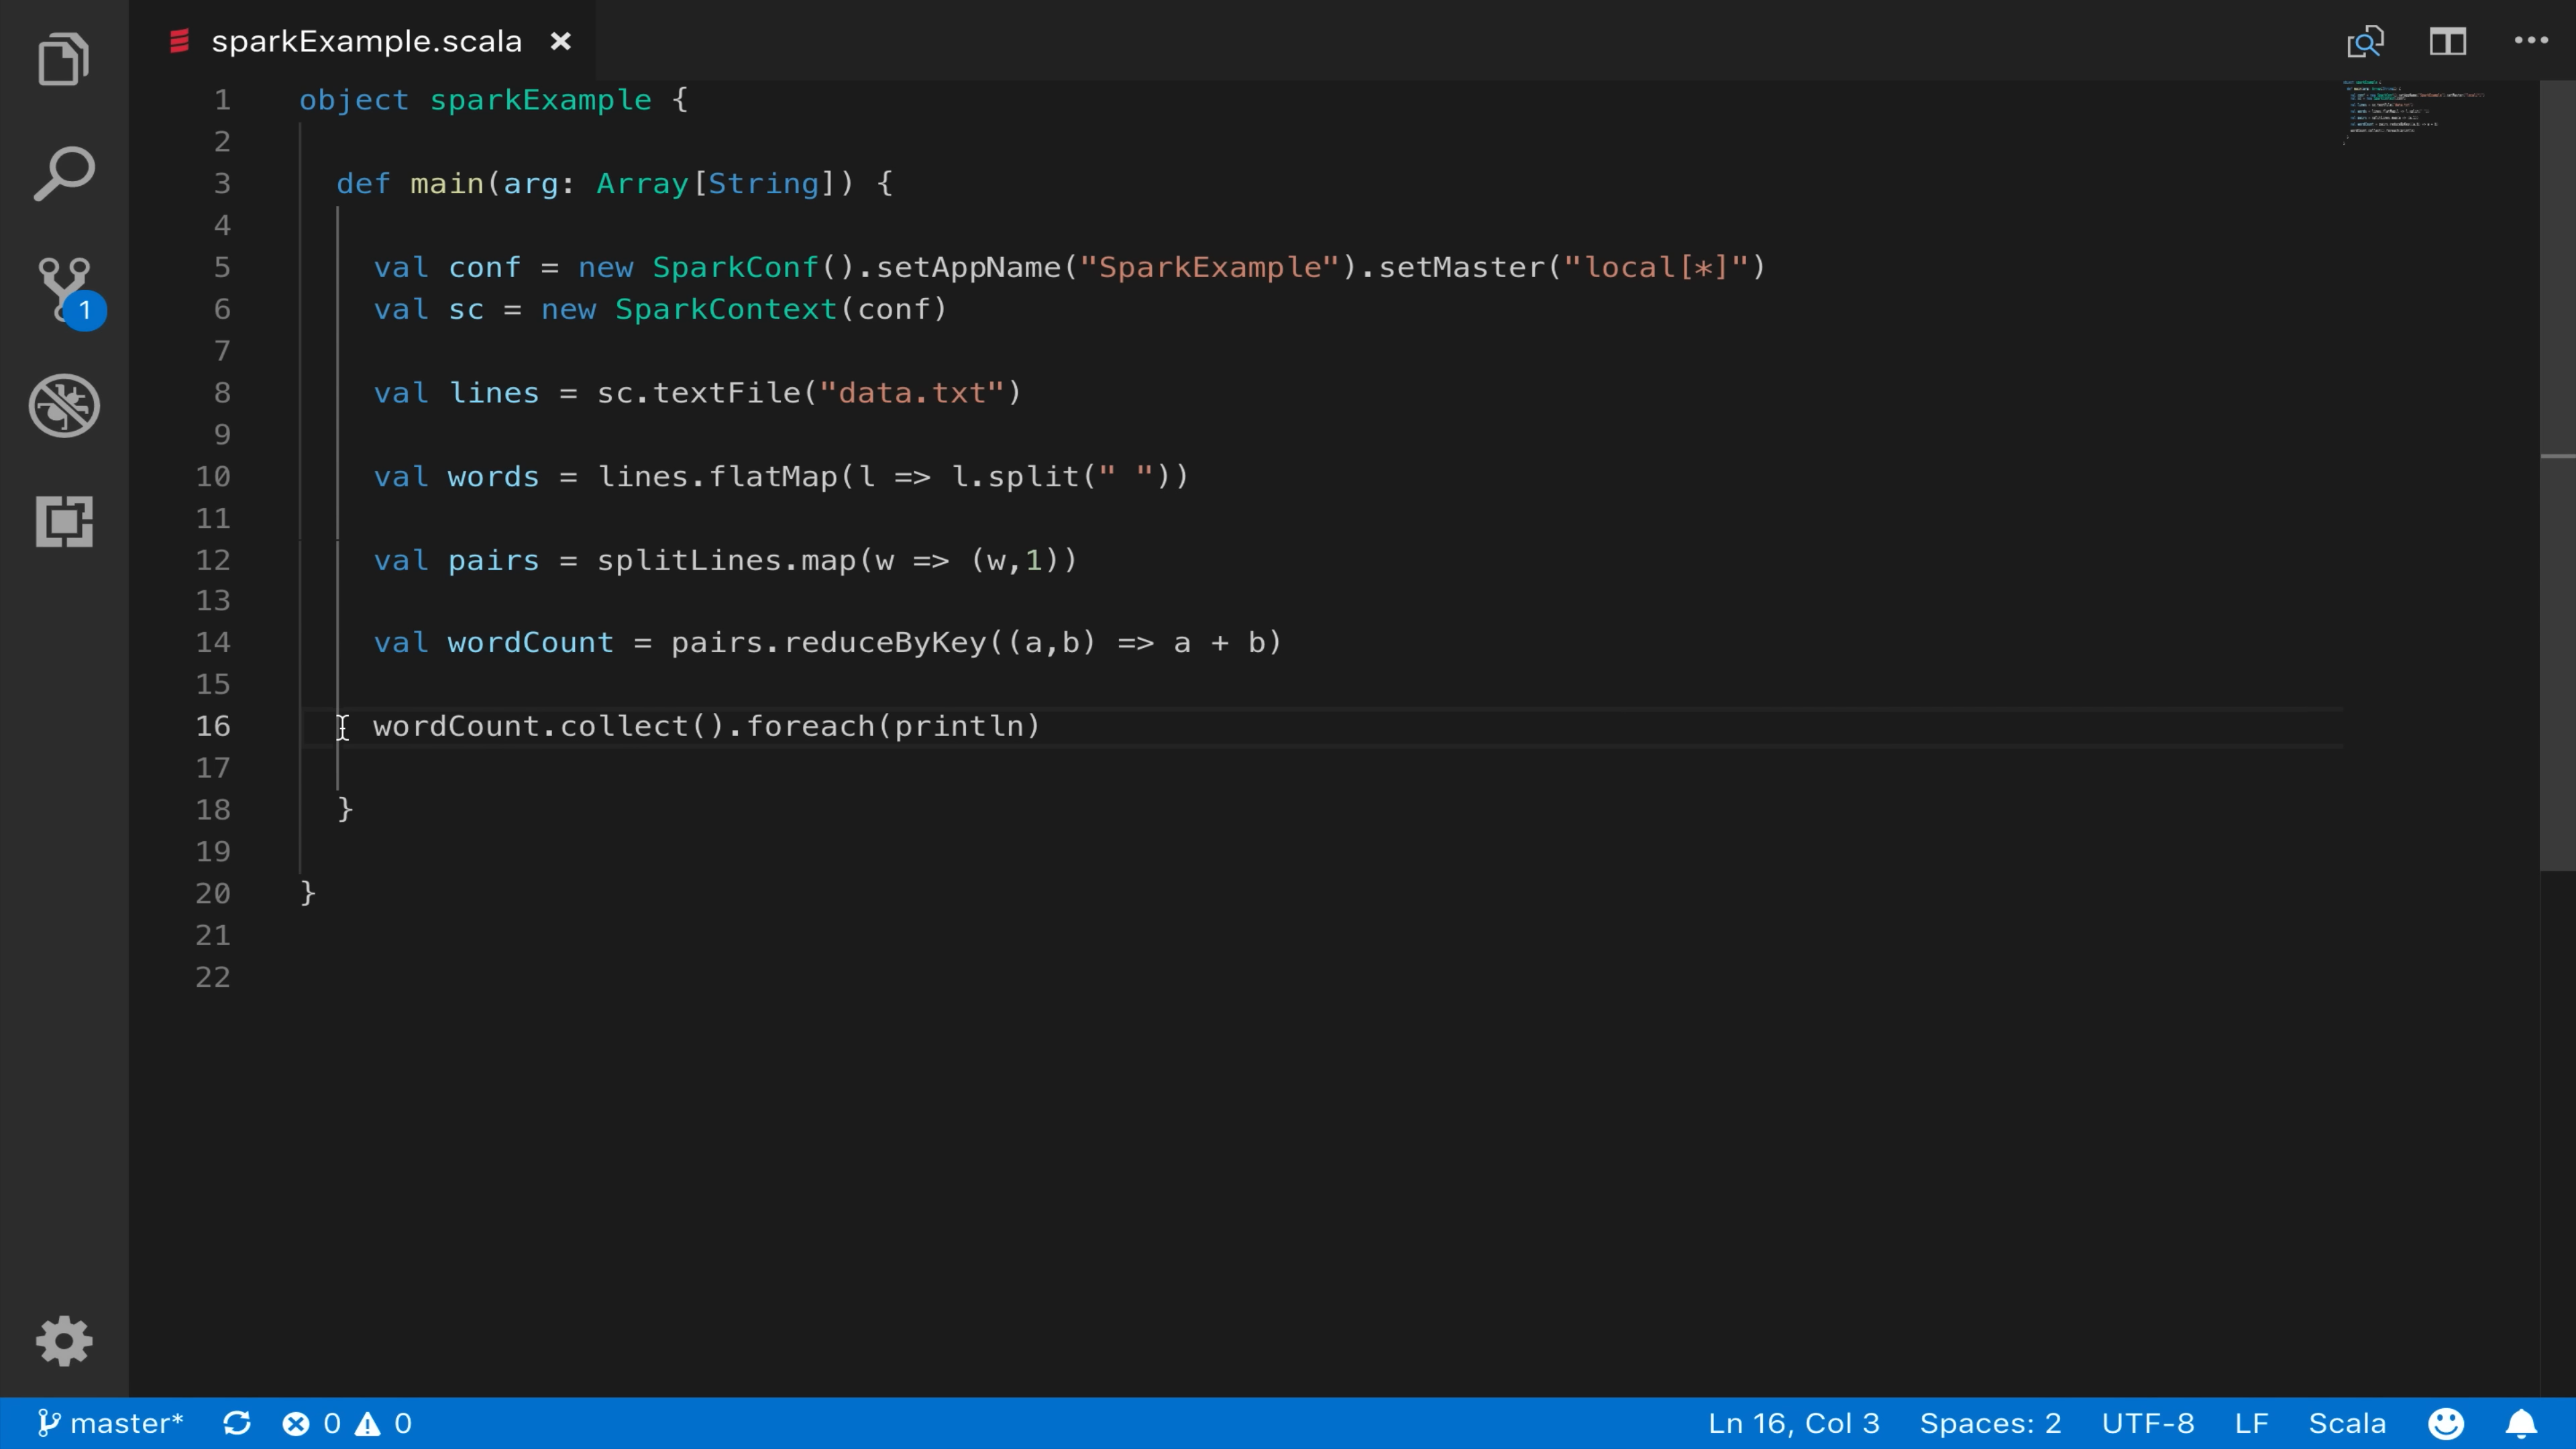 sparkExample.scala
1 object sparkExample {
2
3 def main(arg: Array[String]) {
4
5 val conf = new SparkConf().setAppName("SparkExample").setMaster("local[*]")
6 val sc = new SparkContext(conf)
7
8 val lines = sc.textFile("data.txt")
9
10 val words = lines.flatMap(l => l.split(" "))
11
12 val pairs = splitLines.map(w => (w,1))
13
14 val wordCount = pairs.reduceByKey((a,b) => a + b)
15
16 wordCount.collect().foreach(println)
17
18 }
19
20 }
21
22
1
master* 0 0 Ln 16, Col 3 Spaces: 2 UTF-8 LF Scala